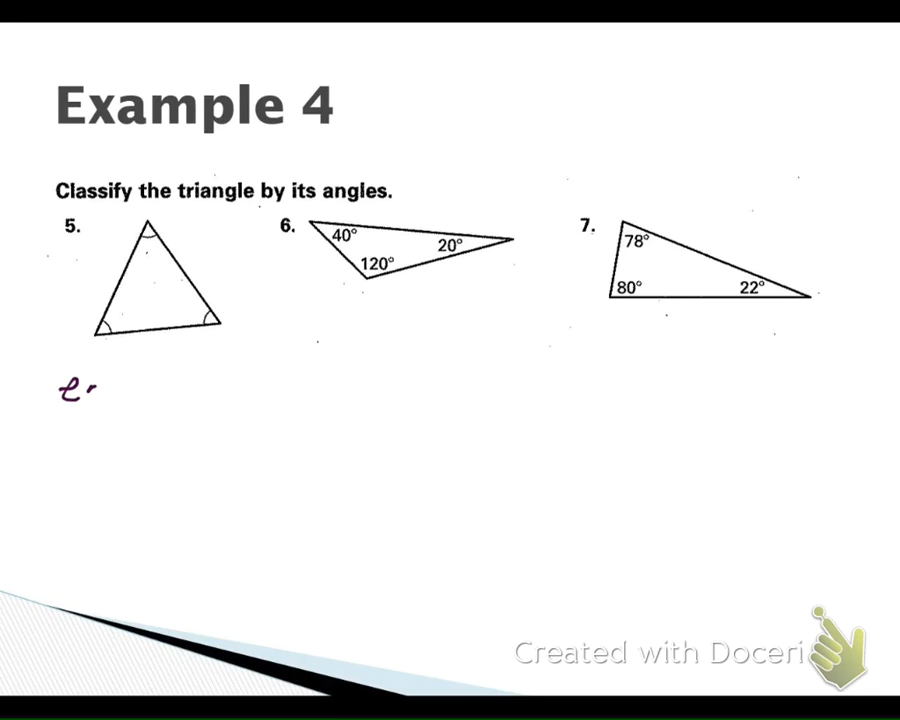 Example 4
Classify the triangle by its angles.
5. 6. 7.
40° 20° 120°
78° 80° 22°
Created with Doceri